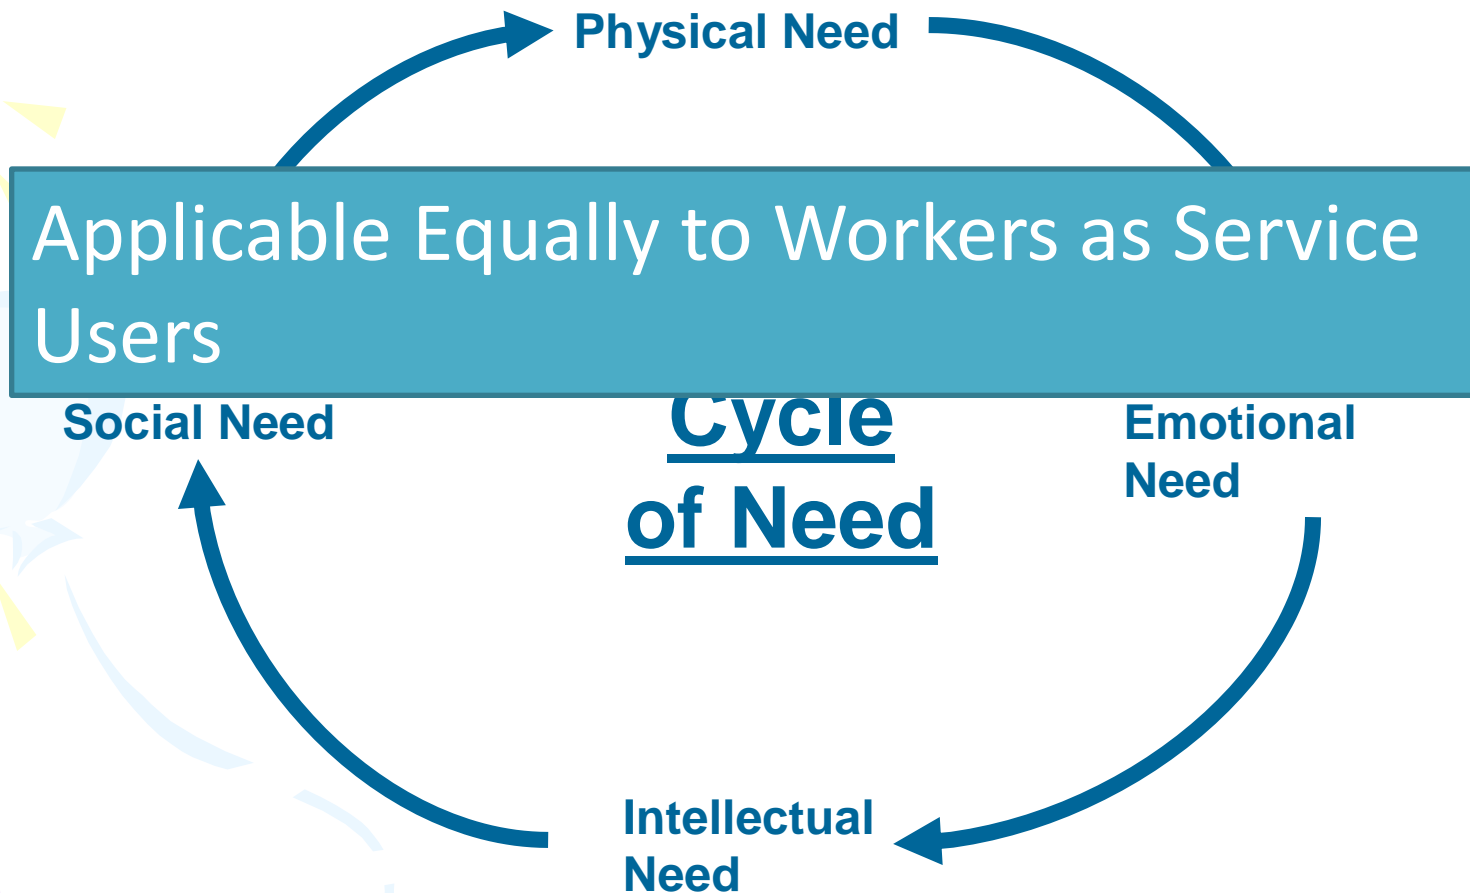 Physical Need
Applicable Equally to Workers as Service
Users
Social Need
Cycle
of Need
Emotional
Need
Intellectual
Need